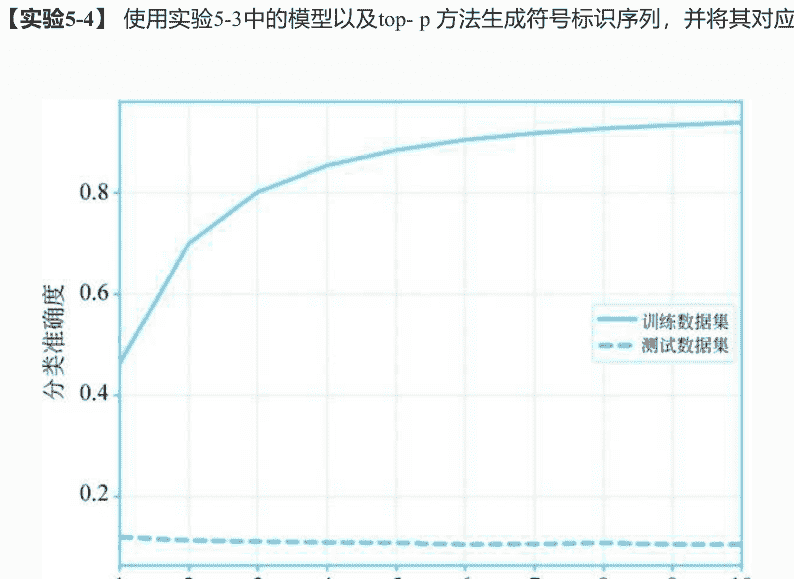 【实验5-4】 使用实验5-3中的模型以及top- p 方法生成符号标识序列，并将其对应
0.8
0.6
0.4
0.2
分类准确度
训练数据集
测试数据集